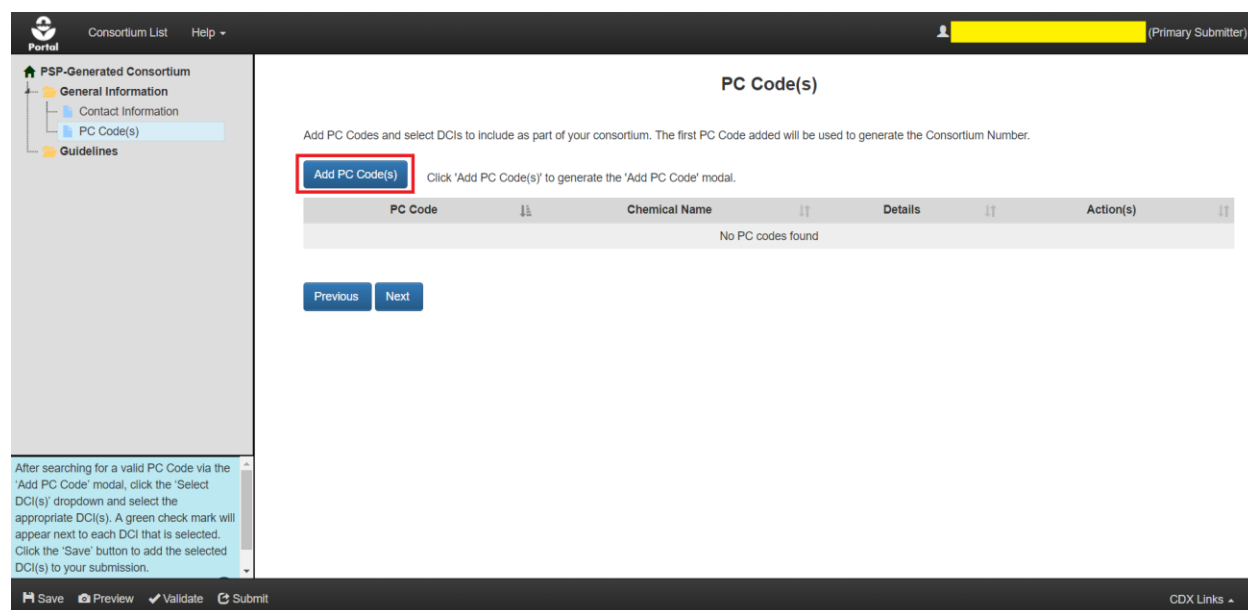 Portal
Consortium List
Help
(Primary Submitter)
PSP-Generated Consortium
General Information
Contact Information
PC Code(s)
Guidelines
After searching for a valid PC Code via the
'Add PC Code' modal, click the 'Select
DCI(s)' dropdown and select the
appropriate DCI(s). A green check mark will
appear next to each DCI that is selected.
Click the 'Save' button to add the selected
DCI(s) to your submission.
PC Code(s)
Add PC Codes and select DCIs to include as part of your consortium. The first PC Code added will be used to generate the Consortium Number.
Add PC Code(s) Click 'Add PC Code(s)' to generate the 'Add PC Code' modal.
PC Code Chemical Name Details Action(s)
No PC codes found
Previous Next
Save Preview Validate Submit CDX Links